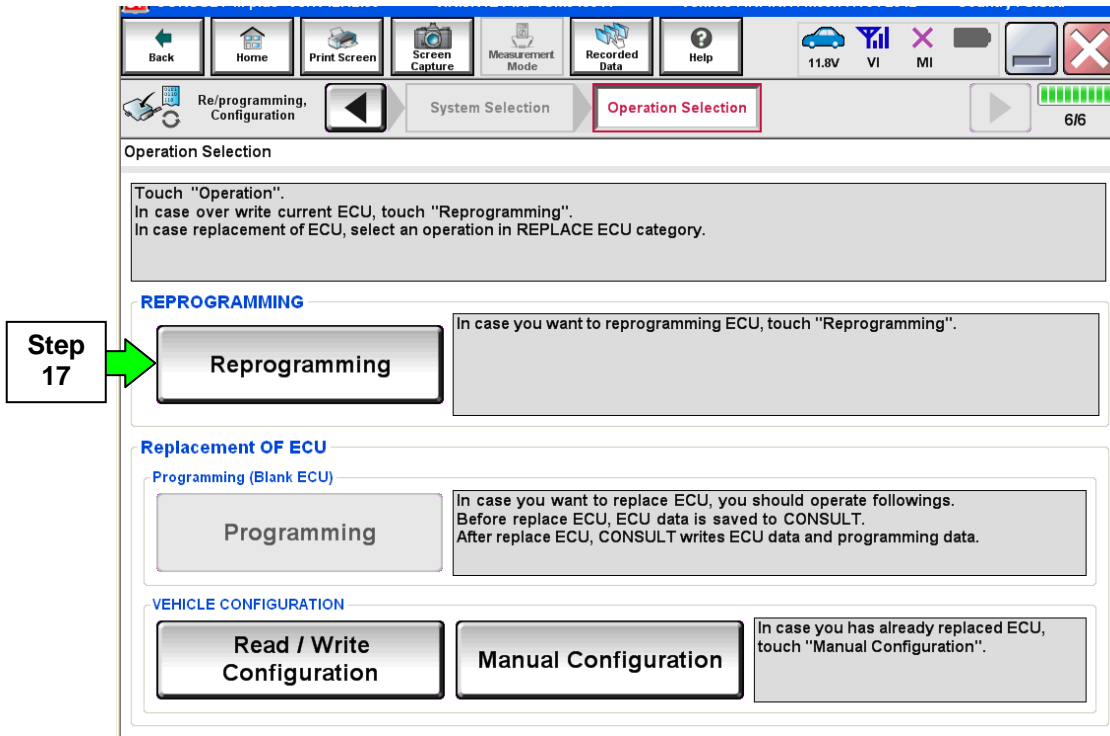 Back
Home
Print Screen
Screen
Capture
Measurement
Mode
Recorded
Data
Help
11.8V
VI
MI
Re/programming,
Configuration
System Selection
Operation Selection
6/6
Operation Selection
Touch "Operation".
In case over write current ECU, touch "Reprogramming".
In case replacement of ECU, select an operation in REPLACE ECU category.
REPROGRAMMING
Step
17
Reprogramming
In case you want to reprogramming ECU, touch "Reprogramming".
Replacement OF ECU
Programming (Blank ECU)
Programming
In case you want to replace ECU, you should operate followings.
Before replace ECU, ECU data is saved to CONSULT.
After replace ECU, CONSULT writes ECU data and programming data.
VEHICLE CONFIGURATION
Read / Write
Configuration
Manual Configuration
In case you has already replaced ECU,
touch "Manual Configuration".